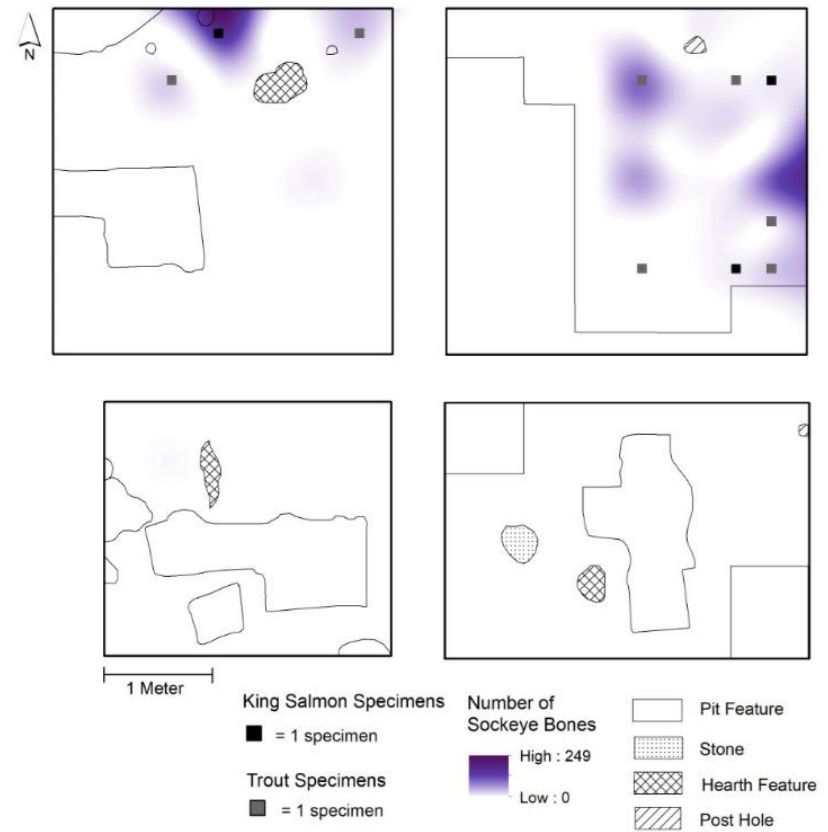 N
1 Meter
King Salmon Specimens
= 1 specimen
Trout Specimens
= 1 specimen
Number of
Sockeye Bones
High : 249
Low : 0
Pit Feature
Stone
Hearth Feature
Post Hole